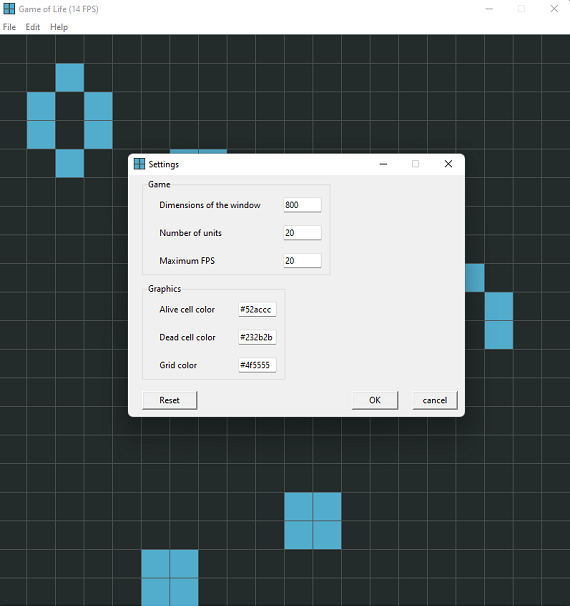 Game of Life (14 FPS)
File Edit Help
Settings
Game
Dimensions of the window 800
Number of units 20
Maximum FPS 20
Graphics
Alive cell color #52accc
Dead cell color #232b2b
Grid color #4f5555
Reset OK cancel